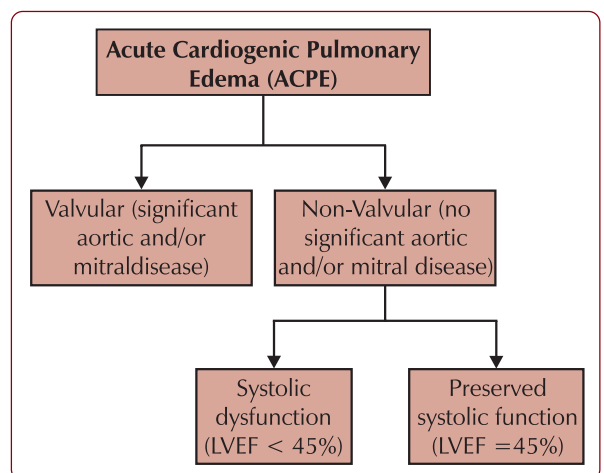 Acute Cardiogenic Pulmonary
Edema (ACPE)
Valvular (significant
aortic and/or
mitraldisease)
Non-Valvular (no
significant aortic
and/or mitral disease)
Systolic
dysfunction
(LVEF < 45%)
Preserved
systolic function
(LVEF =45%)